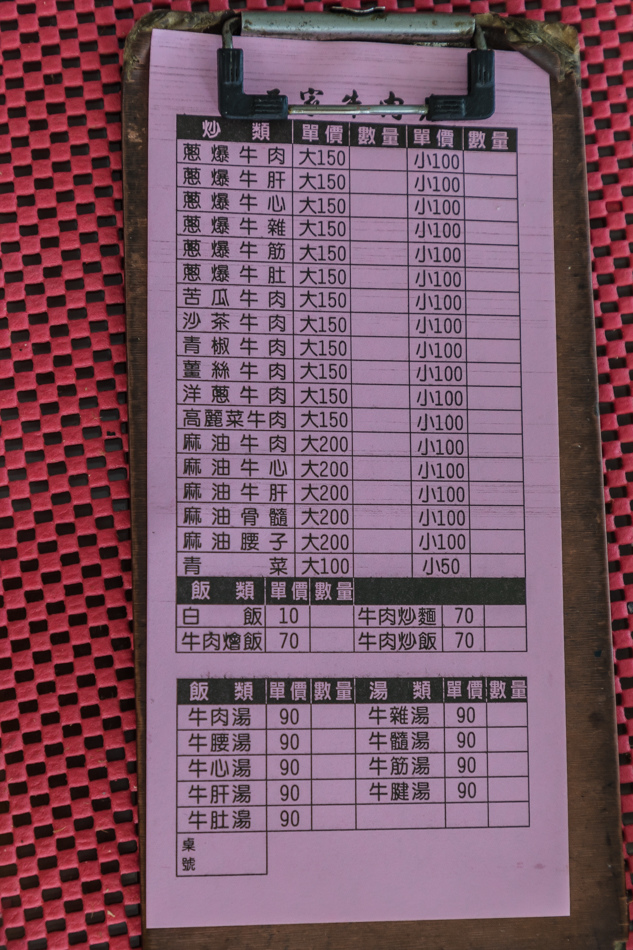 客牛肉
炒類 單價 數量 單價 數量
蔥爆牛肉 大150 小100
蔥爆牛肝 大150 小100
蔥爆牛心 大150 小100
蔥爆牛雜 大150 小100
蔥爆牛筋 大150 小100
蔥爆牛肚 大150 小100
苦瓜牛肉 大150 小100
沙茶牛肉 大150 小100
青椒牛肉 大150 小100
薑絲牛肉 大150 小100
洋蔥牛肉 大150 小100
高麗菜牛肉 大150 小100
麻油牛肉 大200 小100
麻油牛心 大200 小100
麻油牛肝 大200 小100
麻油骨髓 大200 小100
麻油腰子 大200 小100
青菜 大100 小50
飯類 單價 數量
白飯 10 牛肉炒麵 70
牛肉燴飯 70 牛肉炒飯 70
飯類 單價 數量 湯類 單價 數量
牛肉湯 90 牛雜湯 90
牛腰湯 90 牛髓湯 90
牛心湯 90 牛筋湯 90
牛肝湯 90 牛腱湯 90
牛肚湯 90
桌
號